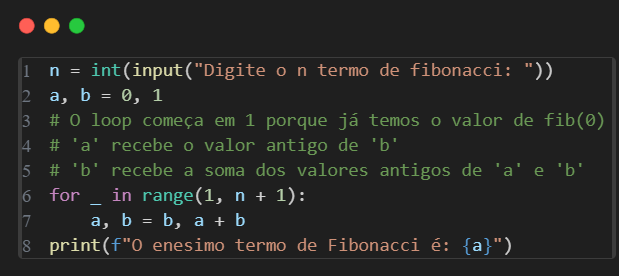 1 n = int(input("Digite o n termo de fibonacci: "))
2 a, b = 0, 1
3 # O loop começa em 1 porque já temos o valor de fib(0)
4 # 'a' recebe o valor antigo de 'b'
5 # 'b' recebe a soma dos valores antigos de 'a' e 'b'
6 for _ in range(1, n + 1):
7     a, b = b, a + b
8 print(f"O enesimo termo de Fibonacci é: {a}")